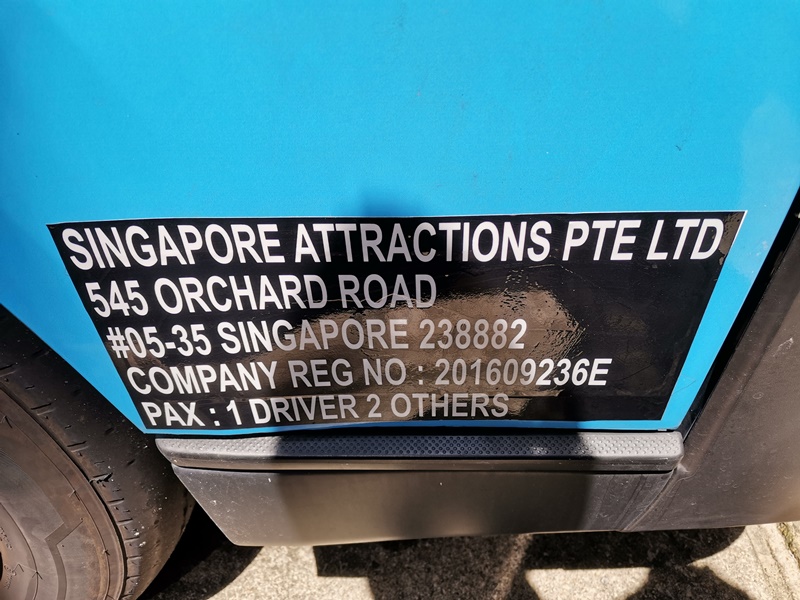 SINGAPORE ATTRACTIONS PTE LTD
545 ORCHARD ROAD
#05-35 SINGAPORE 238882
COMPANY REG NO : 201609236E
PAX : 1 DRIVER 2 OTHERS